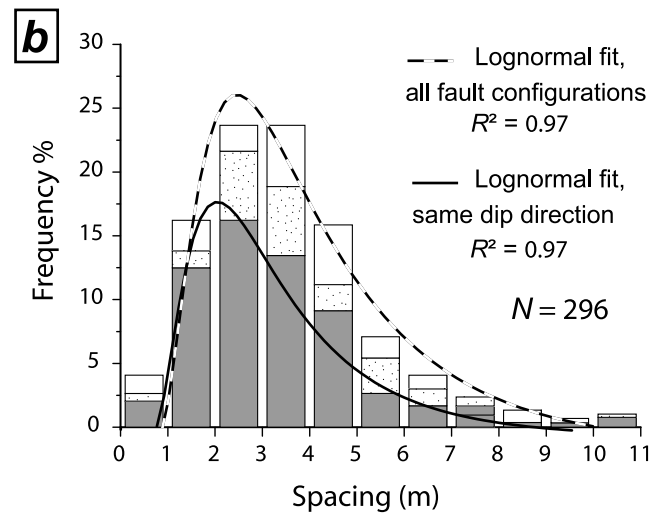 b
30
25
20
15
10
5
0
Frequency %
Lognormal fit,
all fault configurations
R² = 0.97
Lognormal fit,
same dip direction
R² = 0.97
N = 296
0 1 2 3 4 5 6 7 8 9 10 11
Spacing (m)